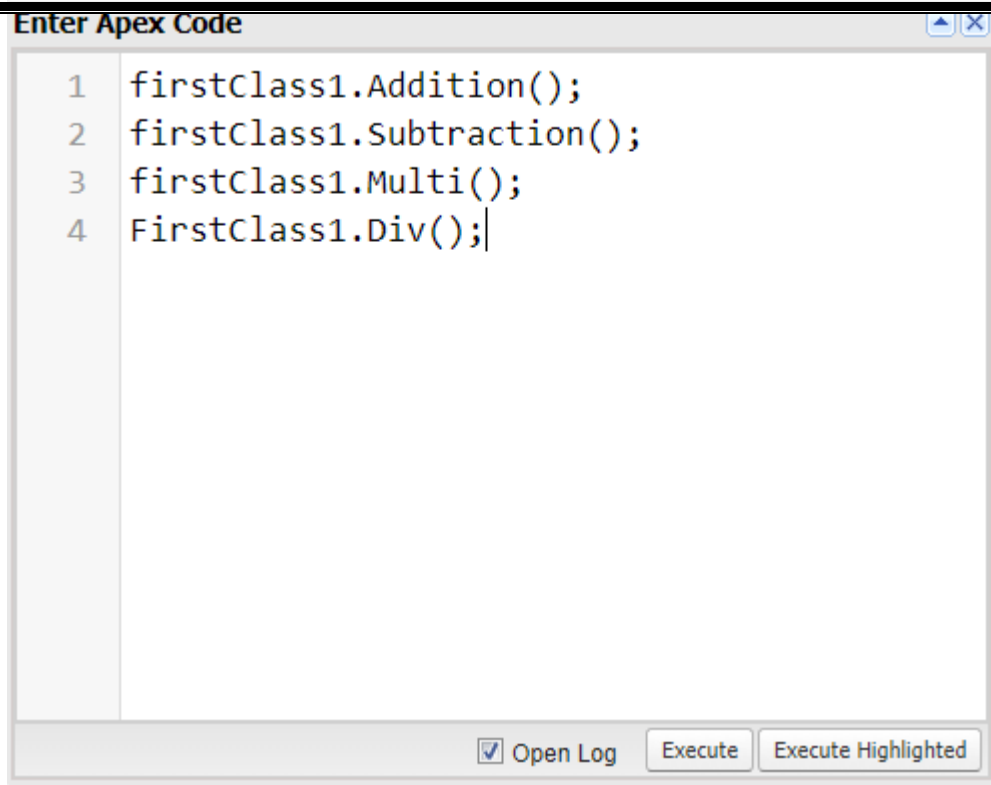 Enter Apex Code
1 firstClass1.Addition();
2 firstClass1.Subtraction();
3 firstClass1.Multi();
4 FirstClass1.Div();
Open Log Execute Execute Highlighted